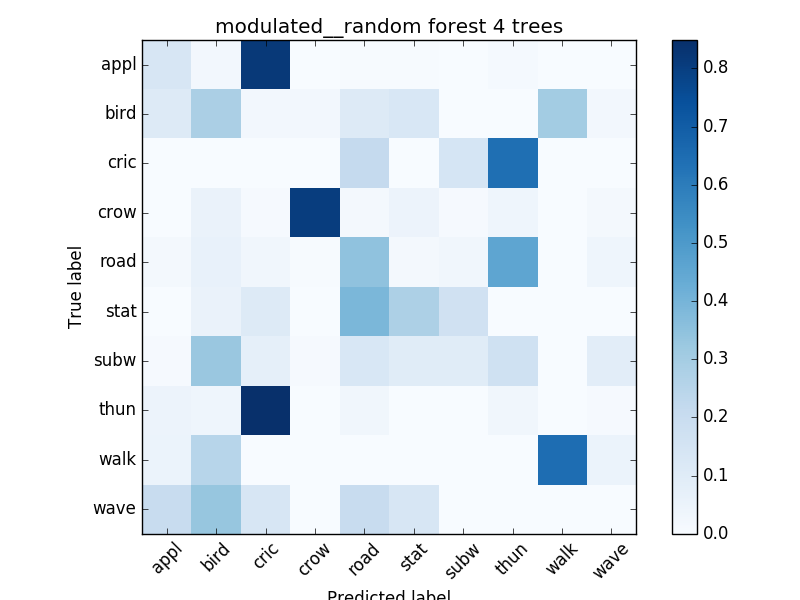 modulated__random forest 4 trees
appl
bird
cric
crow
road
stat
subw
thun
walk
wave
True label
appl bird cric crow road stat subw thun walk wave
Predicted label
0.8
0.7
0.6
0.5
0.4
0.3
0.2
0.1
0.0